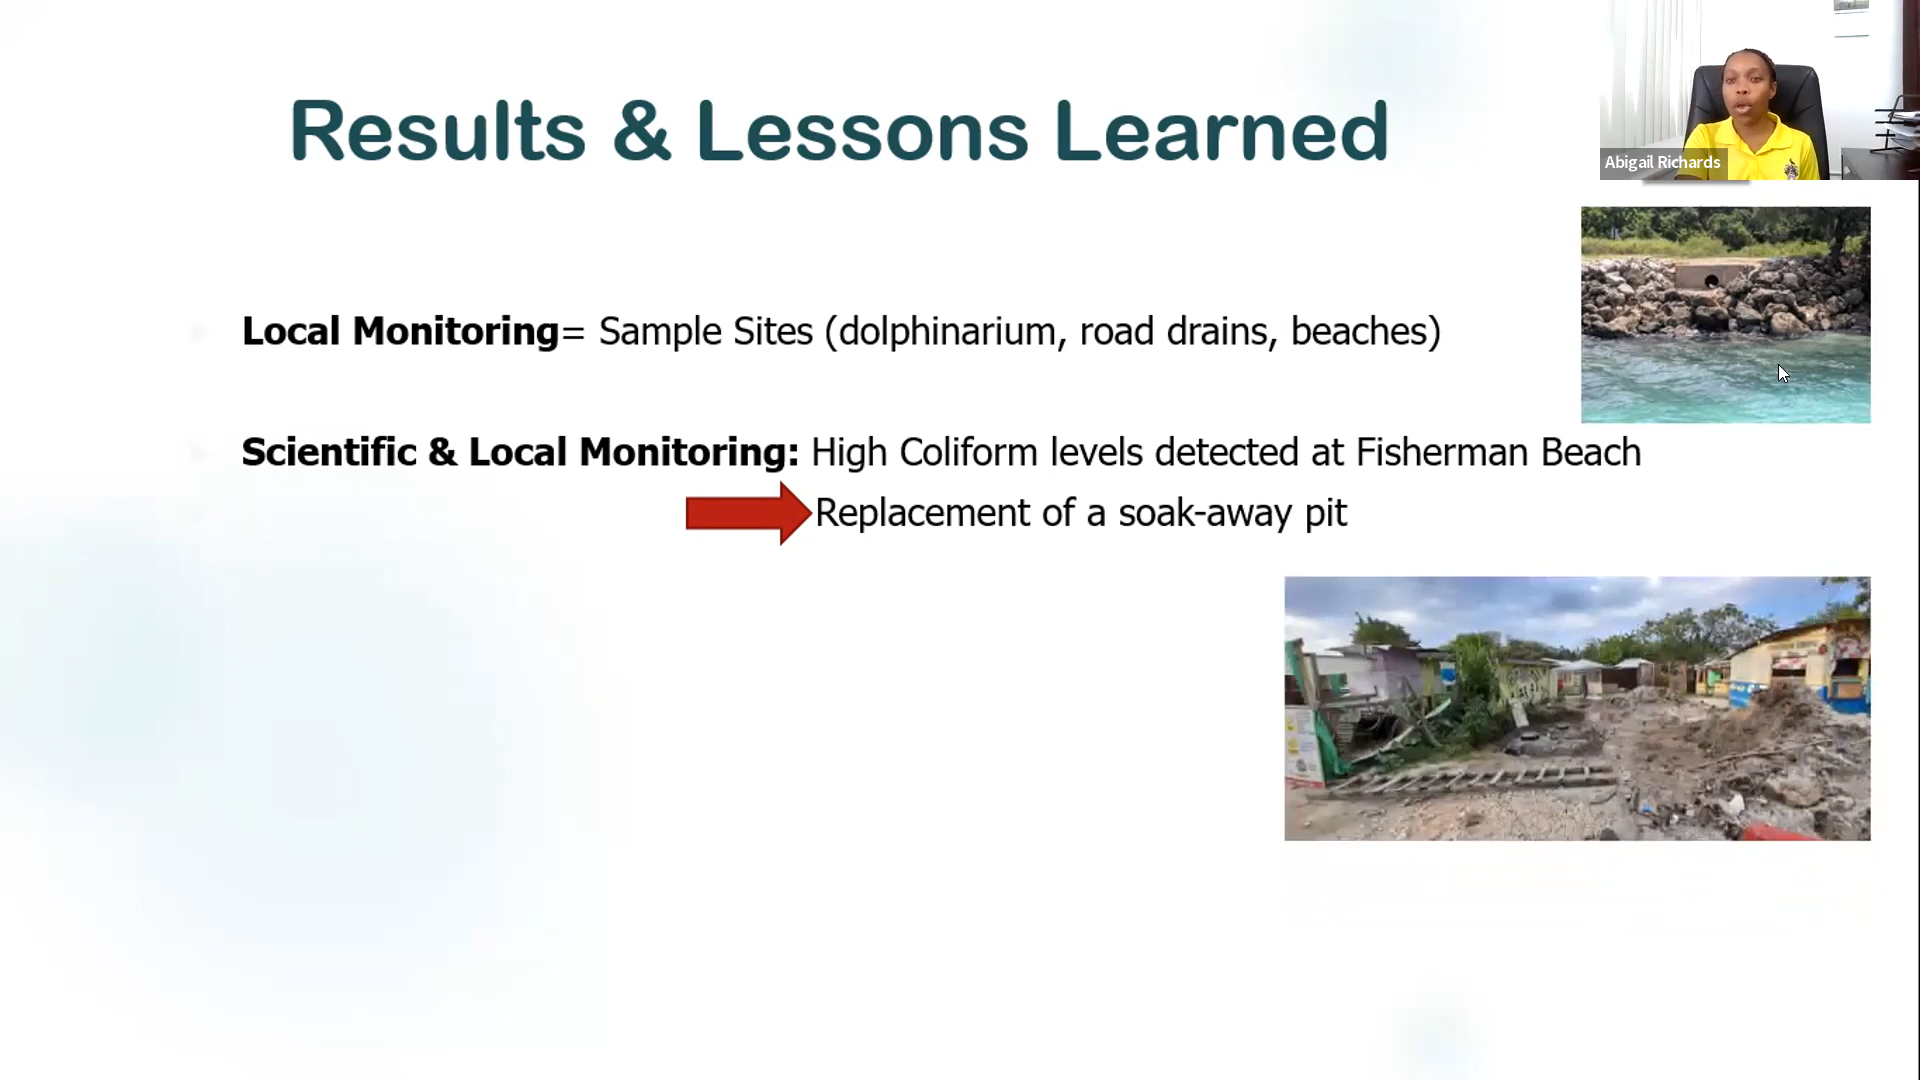 Results & Lessons Learned
Abigail Richards
Local Monitoring= Sample Sites (dolphinarium, road drains, beaches)
Scientific & Local Monitoring: High Coliform levels detected at Fisherman Beach
Replacement of a soak-away pit